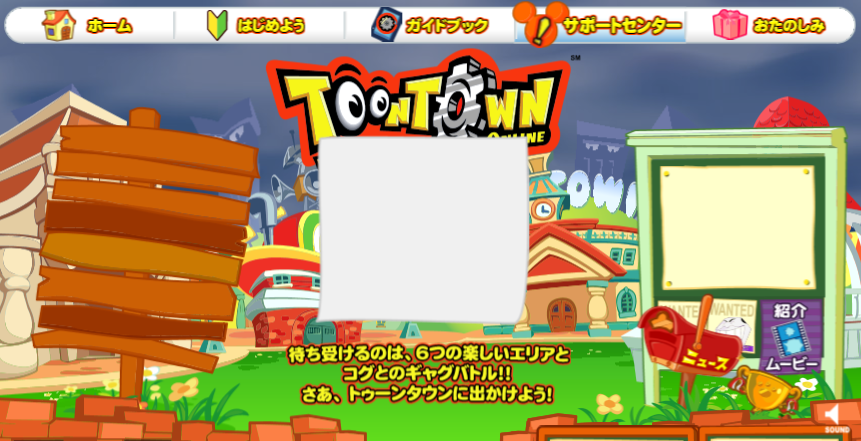 ホーム
はじめよう
ガイドブック
サポートセンター
おたのしみ
TOONTOWN
SM
ONLINE
TOWN
WANTED
紹介
ムービー
ニュース
待ち受けるのは、6つの楽しいエリアと
コグとのギャグバトル!!
さあ、トゥーンタウンに出かけよう!
SOUND